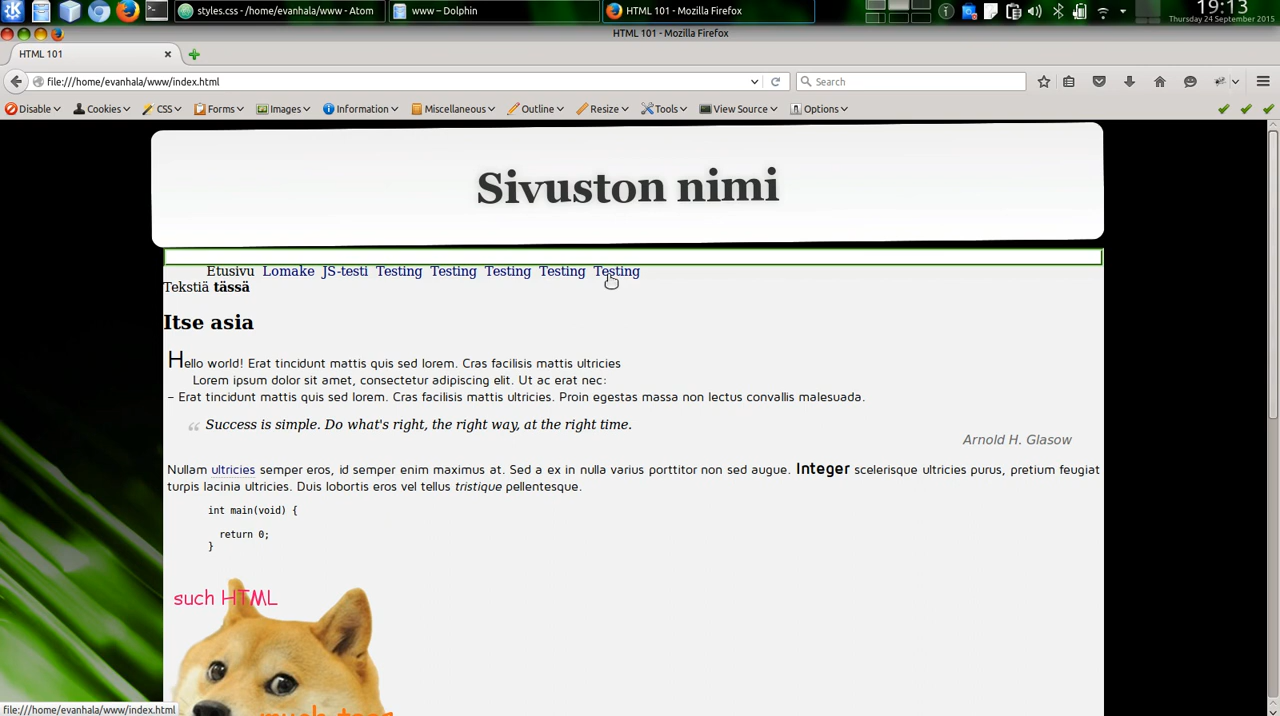 styles.css - /home/evanhala/www - Atom
www – Dolphin
HTML 101 - Mozilla Firefox
19:13
Thursday 24 September 2015
HTML 101 - Mozilla Firefox
HTML 101
file:///home/evanhala/www/index.html
Search
Disable
Cookies
CSS
Forms
Images
Information
Miscellaneous
Outline
Resize
Tools
View Source
Options
Sivuston nimi
Etusivu Lomake JS-testi Testing Testing Testing Testing Testing
Tekstiä tässä
Itse asia
Hello world! Erat tincidunt mattis quis sed lorem. Cras facilisis mattis ultricies
Lorem ipsum dolor sit amet, consectetur adipiscing elit. Ut ac erat nec:
– Erat tincidunt mattis quis sed lorem. Cras facilisis mattis ultricies. Proin egestas massa non lectus convallis malesuada.
“ Success is simple. Do what's right, the right way, at the right time.
Arnold H. Glasow
Nullam ultricies semper eros, id semper enim maximus at. Sed a ex in nulla varius porttitor non sed augue. Integer scelerisque ultricies purus, pretium feugiat
turpis lacinia ultricies. Duis lobortis eros vel tellus tristique pellentesque.
int main(void) {
return 0;
}
such HTML
file:///home/evanhala/www/index.html